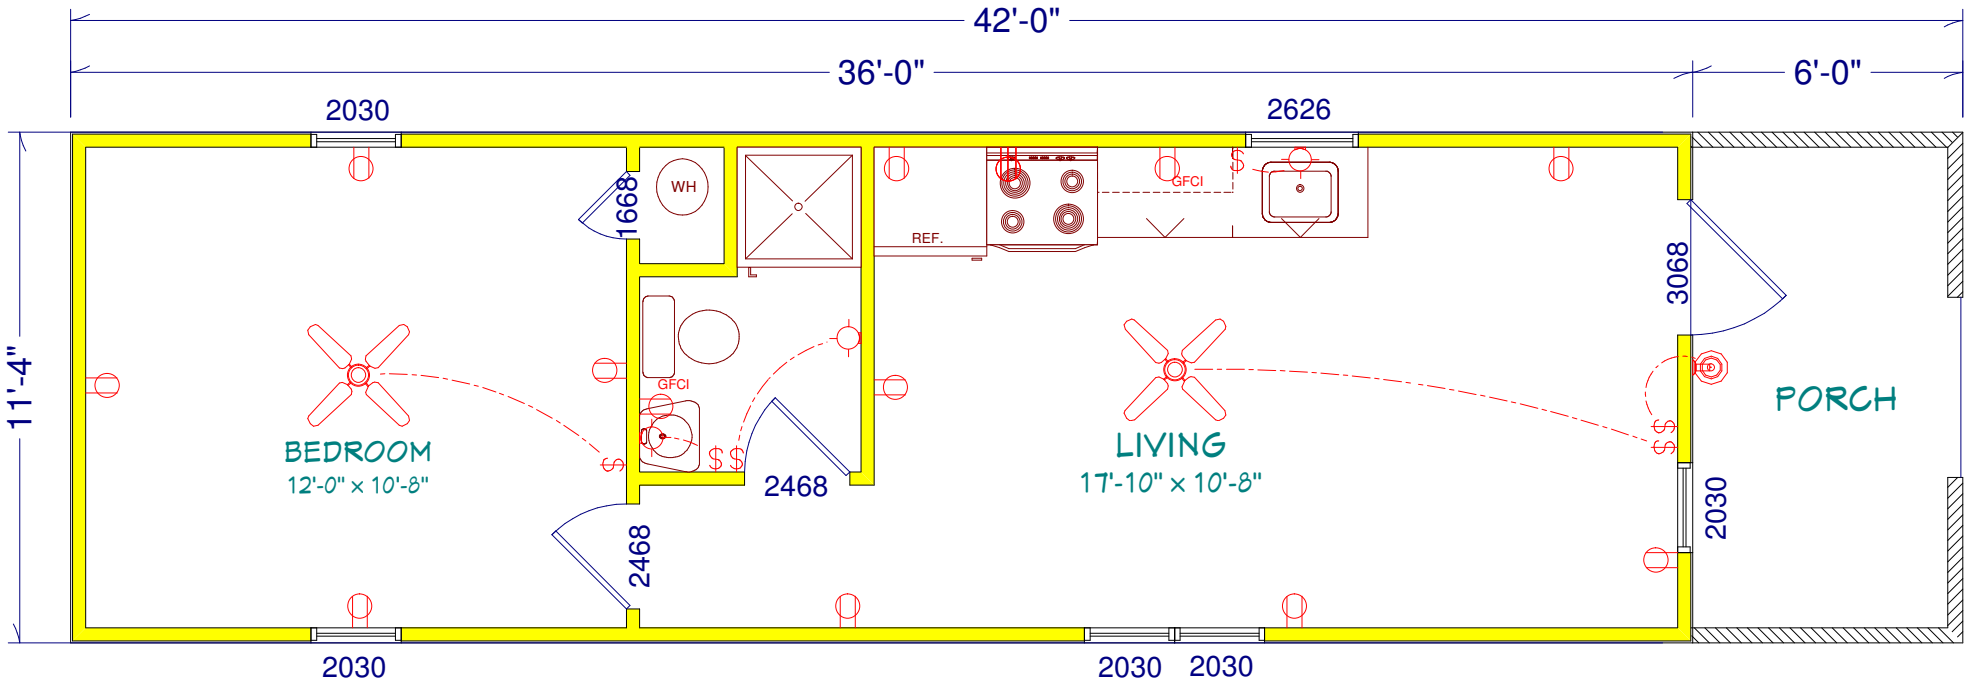 42'-0"
36'-0"
6'-0"
2030
2626
11'-4"
1668
WH
REF.
GFCI
$
3068
GFCI
$
$
$
$ $
$
BEDROOM
12'-0" x 10'-8"
LIVING
17'-10" x 10'-8"
PORCH
2468
2468
2030
2030
2030
2030